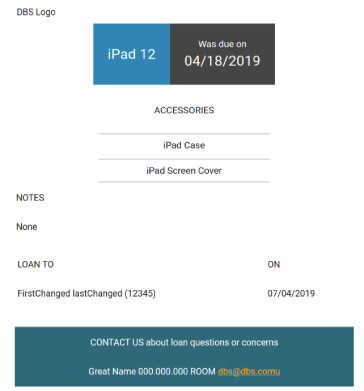 DBS Logo
iPad 12
Was due on
04/18/2019
ACCESSORIES
iPad Case
iPad Screen Cover
NOTES
None
LOAN TO ON
FirstChanged lastChanged (12345) 07/04/2019
CONTACT US about loan questions or concerns
Great Name 000.000.000 ROOM dbs@dbs.comu